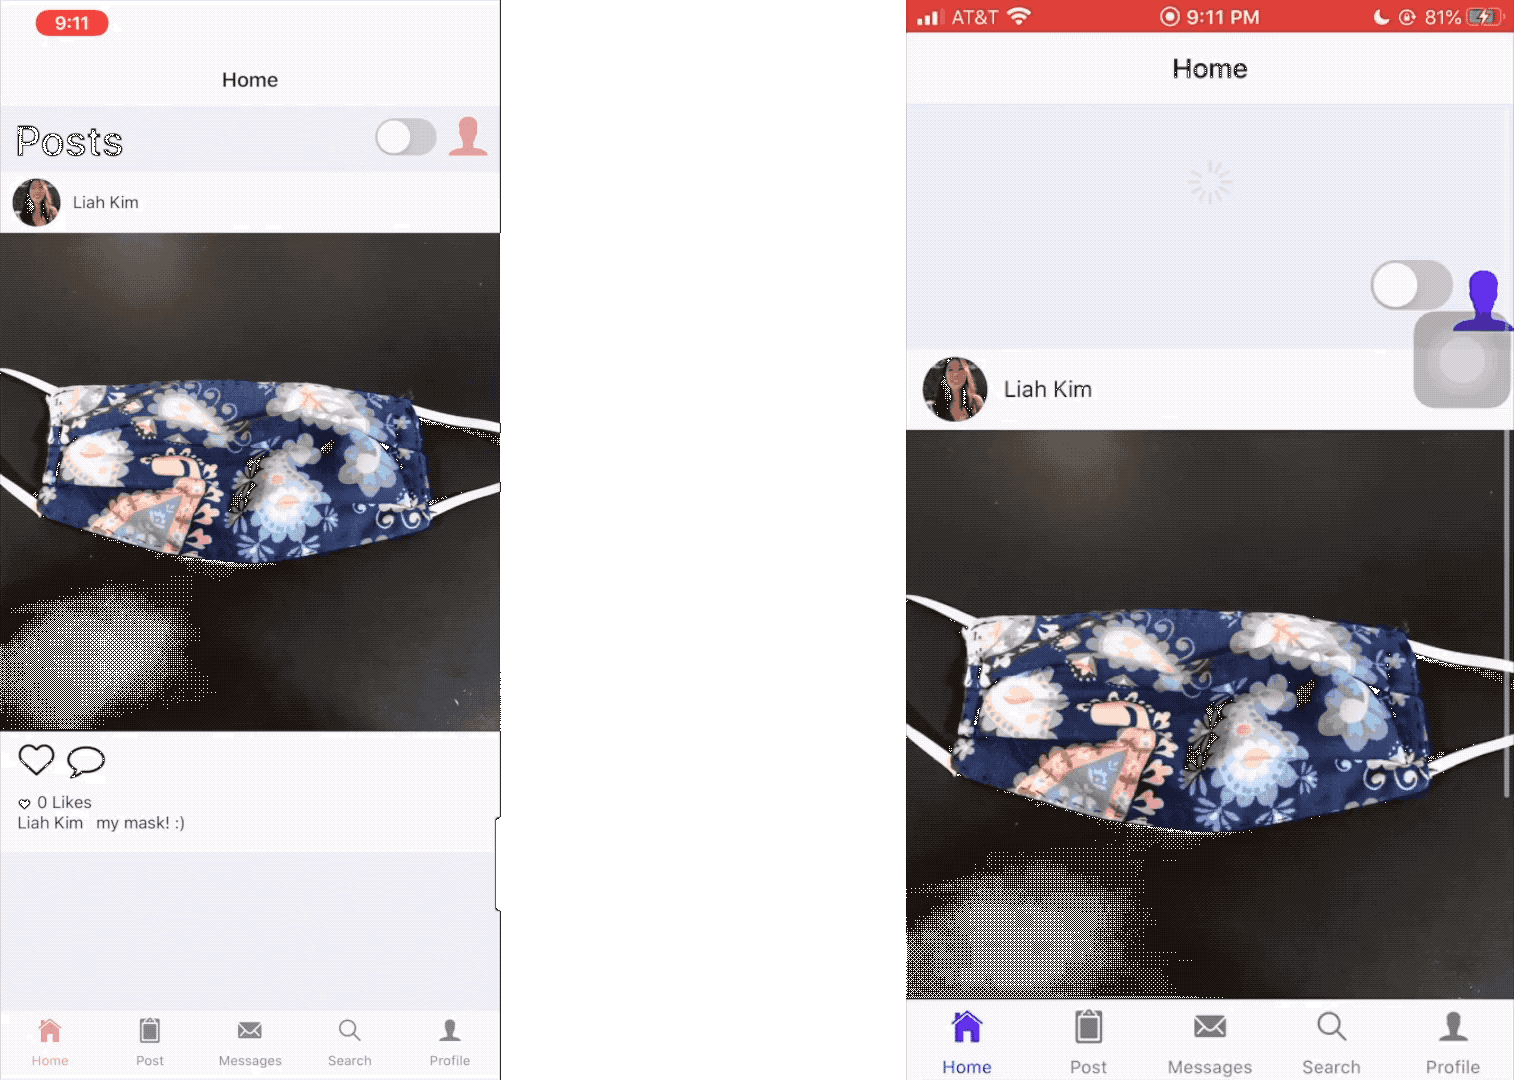 9:11
Home
Posts
Liah Kim
0 Likes
Liah Kim my mask! :)
Home
Post
Messages
Search
Profile
AT&T
9:11 PM
81%
Home
Liah Kim
Home
Post
Messages
Search
Profile